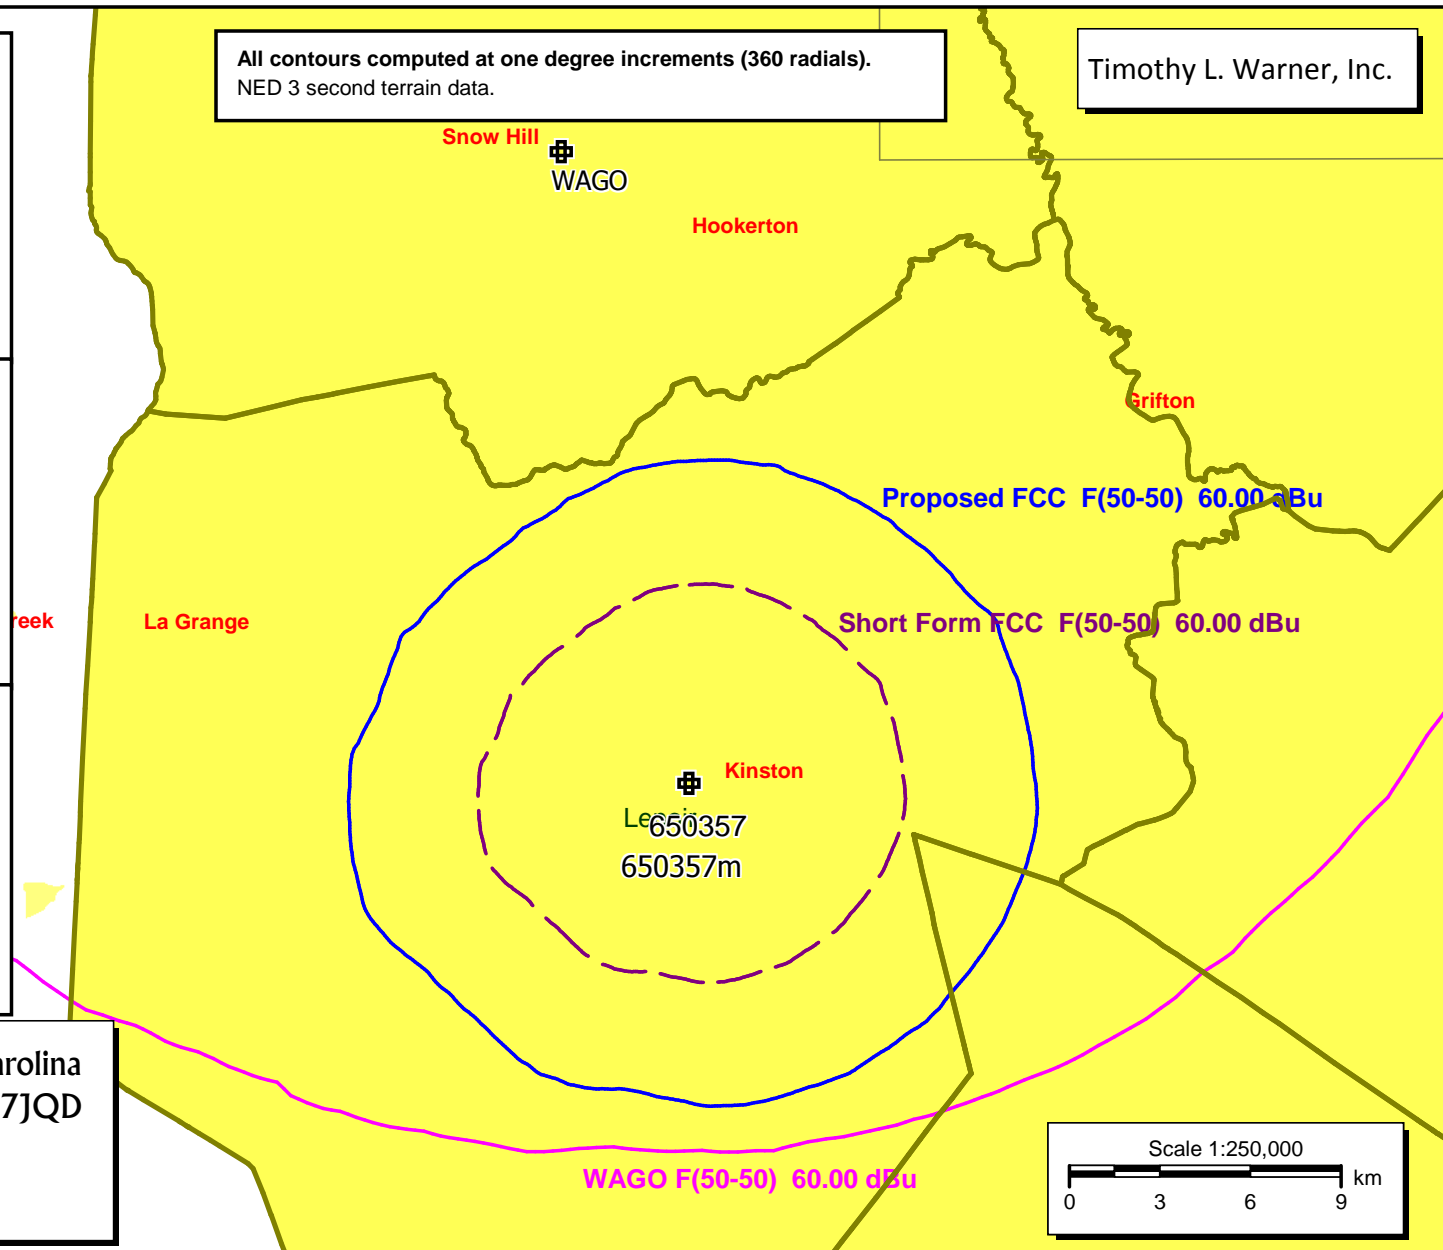 All contours computed at one degree increments (360 radials).
NED 3 second terrain data.
Timothy L. Warner, Inc.
Snow Hill
WAGO
Hookerton
Grifton
Proposed FCC F(50-50) 60.00 dBu
reek
La Grange
Short Form FCC F(50-50) 60.00 dBu
Kinston
Lenoir
650357
650357m
arolina
7JQD
WAGO F(50-50) 60.00 dBu
Scale 1:250,000
km
0 3 6 9